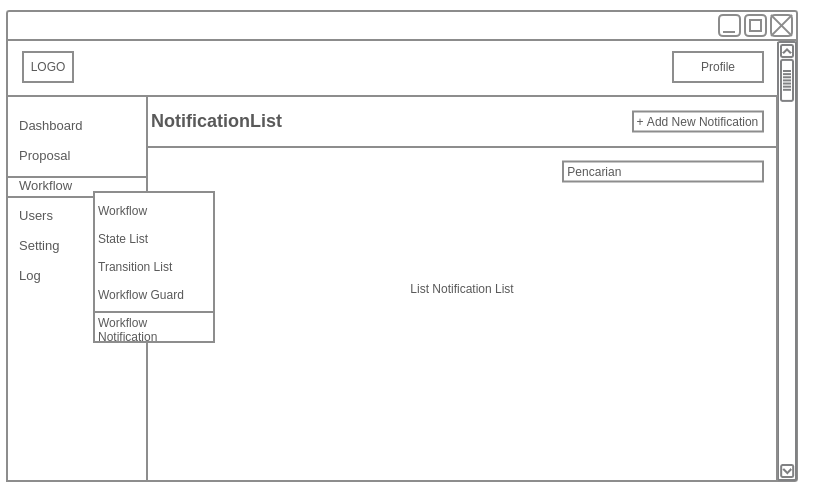 LOGO
Profile
Dashboard
Proposal
Workflow
Users
Setting
Log
NotificationList
+ Add New Notification
Pencarian
Workflow
State List
Transition List
Workflow Guard
Workflow
Notification
List Notification List